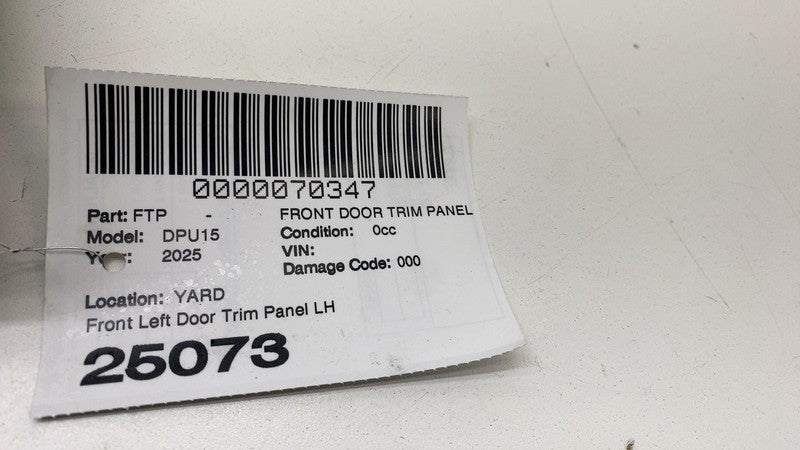 0000070347
Part: FTP - FRONT DOOR TRIM PANEL
Model: DPU15 Condition: 0cc
Year: 2025 VIN:
Damage Code: 000
Location: YARD
Front Left Door Trim Panel LH
25073